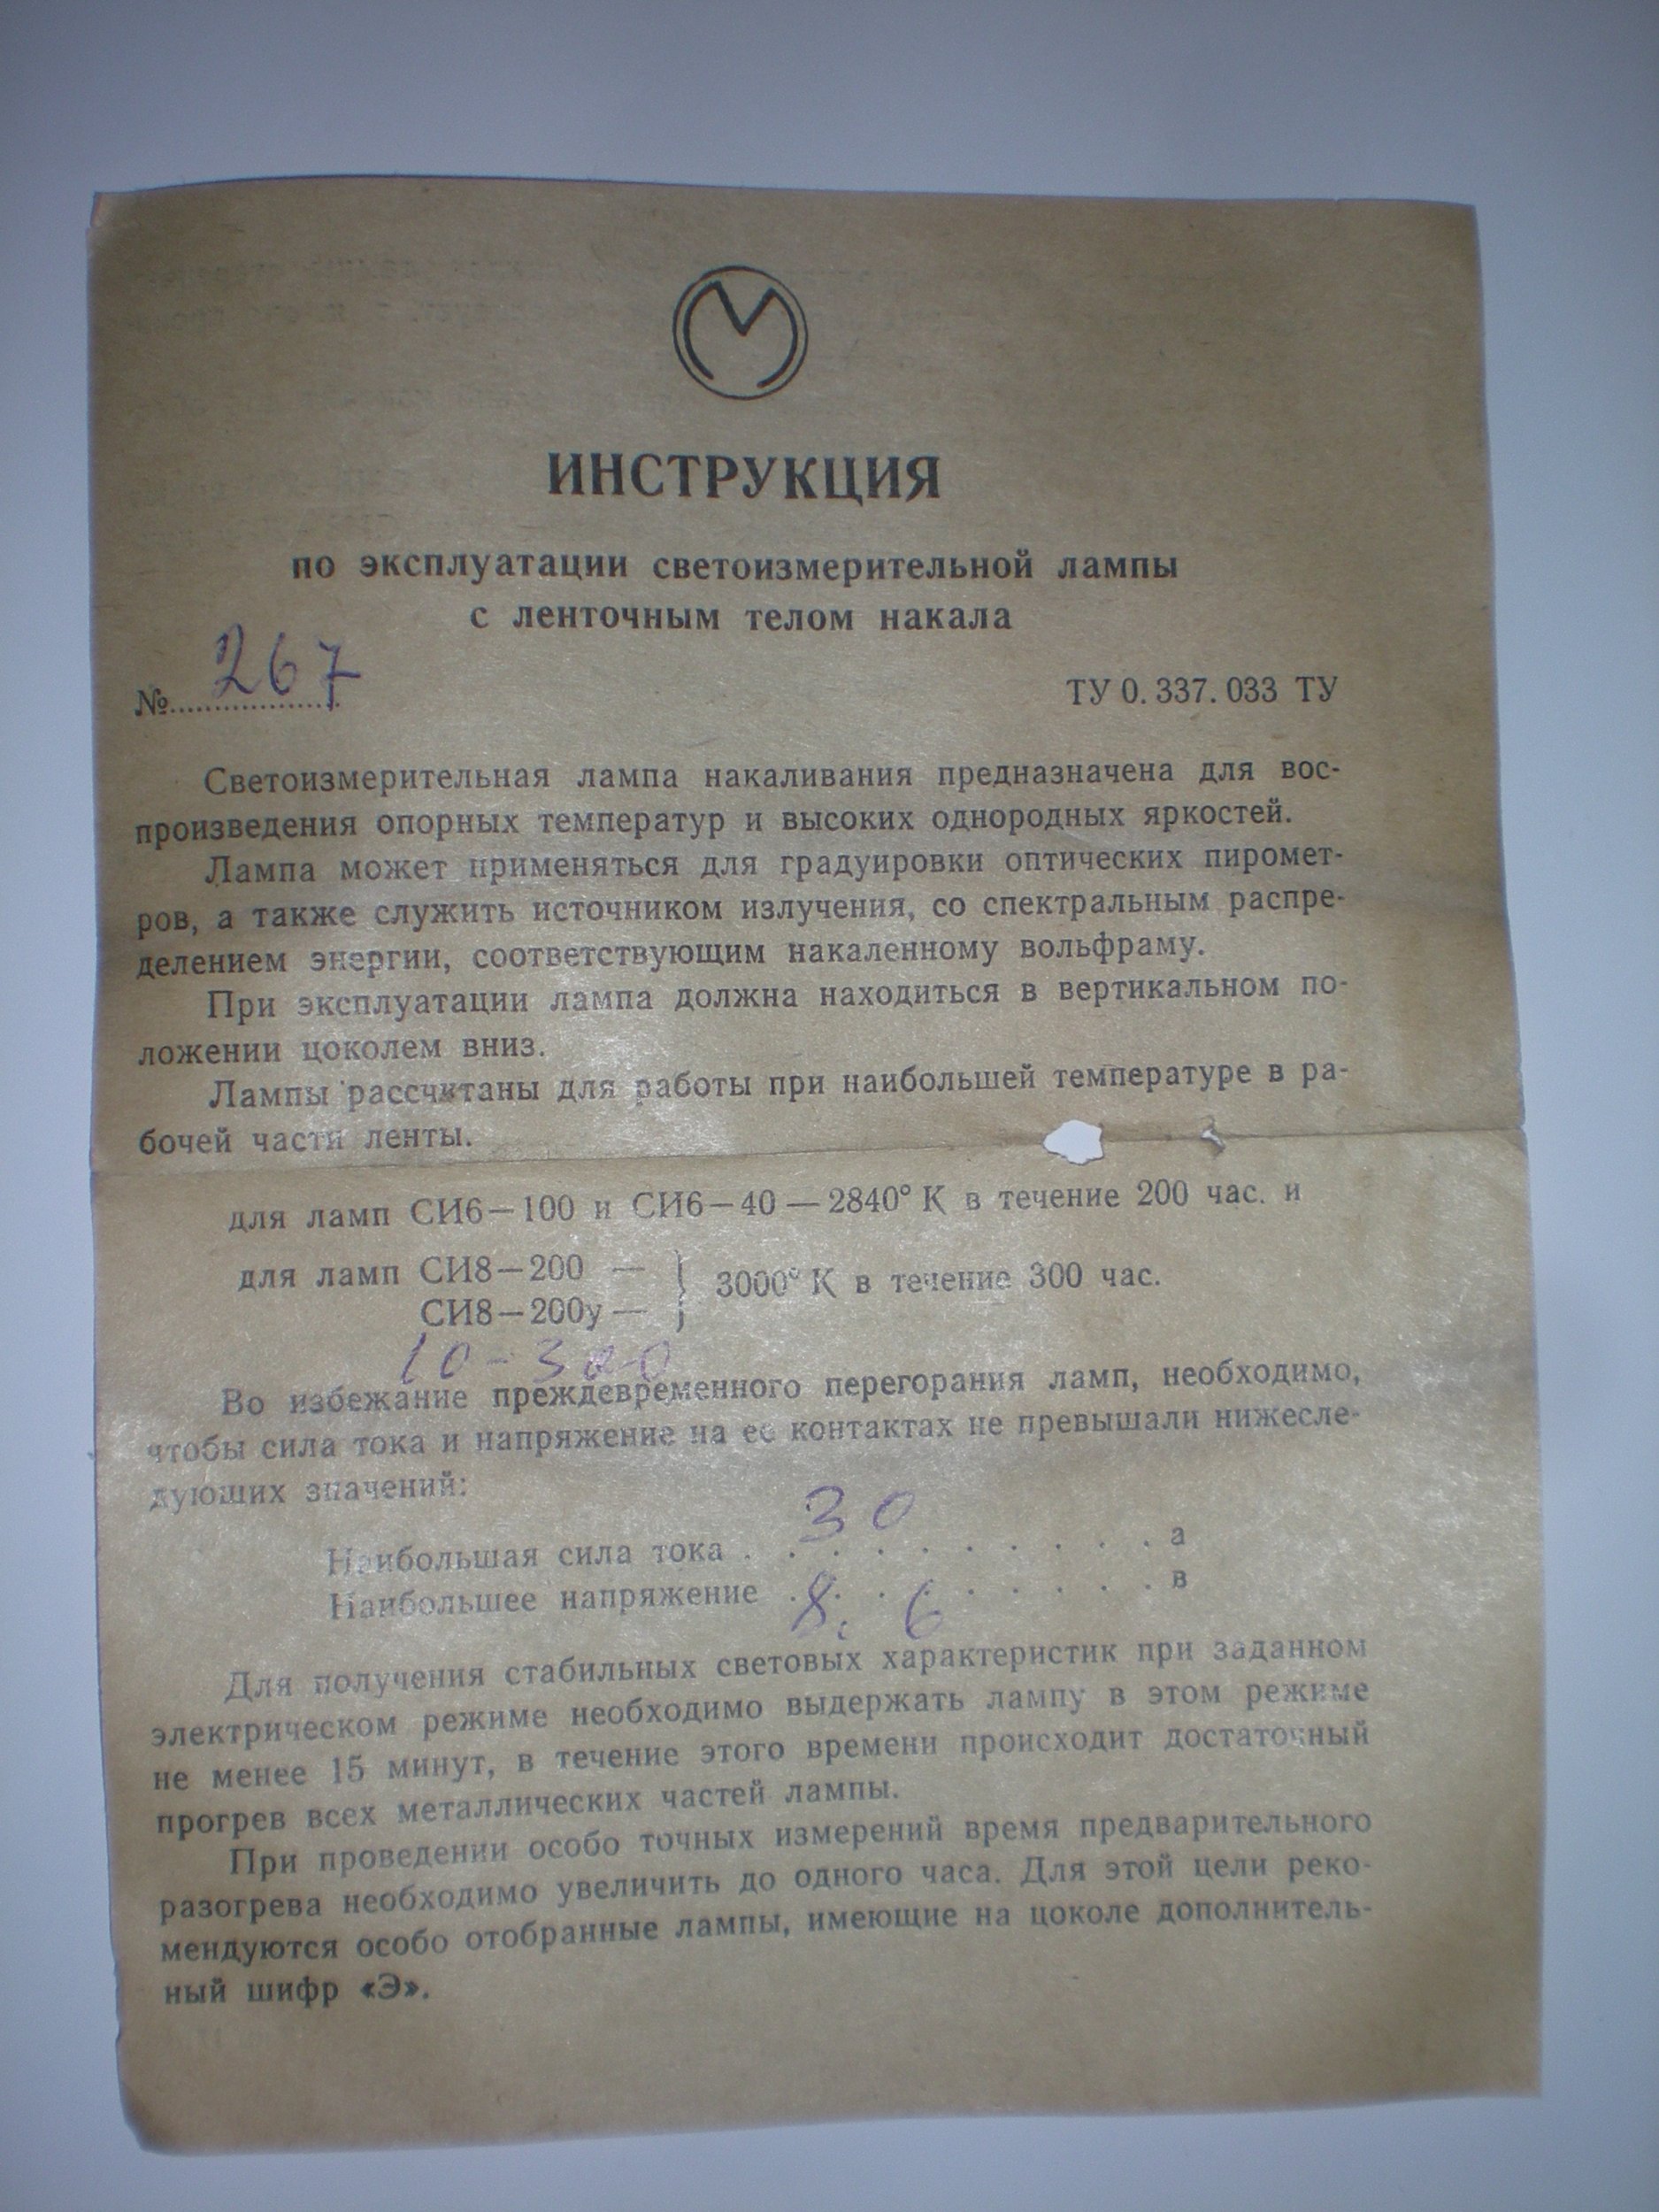 ИНСТРУКЦИЯ
по эксплуатации светоизмерительной лампы
с ленточным телом накала
№ 267
ТУ 0. 337. 033 ТУ
Светоизмерительная лампа накаливания предназначена для вос-
произведения опорных температур и высоких однородных яркостей.
Лампа может применяться для градуировки оптических пиромет-
ров, а также служить источником излучения, со спектральным распре-
делением энергии, соответствующим накаленному вольфраму.
При эксплуатации лампа должна находиться в вертикальном по-
ложении цоколем вниз.
Лампы рассчитаны для работы при наибольшей температуре в ра-
бочей части ленты.
для ламп СИ6—100 и СИ6—40—2840° К в течение 200 час. и
для ламп СИ8—200 — } 3000° К в течение 300 час.
СИ8—200у—
10-300
Во избежание преждевременного перегорания ламп, необходимо,
чтобы сила тока и напряжение на ее контактах не превышали нижесле-
дующих значений:
Наибольшая сила тока . 30 . . . . . . . . . а
Наибольшее напряжение . 8.6 . . . . . . . . в
Для получения стабильных световых характеристик при заданном
электрическом режиме необходимо выдержать лампу в этом режиме
не менее 15 минут, в течение этого времени происходит достаточный
прогрев всех металлических частей лампы.
При проведении особо точных измерений время предварительного
разогрева необходимо увеличить до одного часа. Для этой цели реко-
мендуются особо отобранные лампы, имеющие на цоколе дополнитель-
ный шифр «Э».